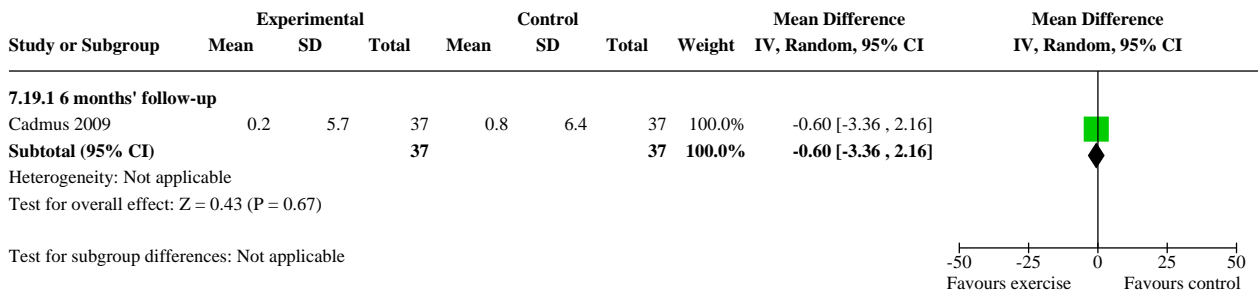 Experimental Control Mean Difference Mean Difference
Study or Subgroup Mean SD Total Mean SD Total Weight IV, Random, 95% CI IV, Random, 95% CI
7.19.1 6 months' follow-up
Cadmus 2009 0.2 5.7 37 0.8 6.4 37 100.0% -0.60 [-3.36 , 2.16]
Subtotal (95% CI) 37 37 100.0% -0.60 [-3.36 , 2.16]
Heterogeneity: Not applicable
Test for overall effect: Z = 0.43 (P = 0.67)
Test for subgroup differences: Not applicable
-50 -25 0 25 50
Favours exercise Favours control